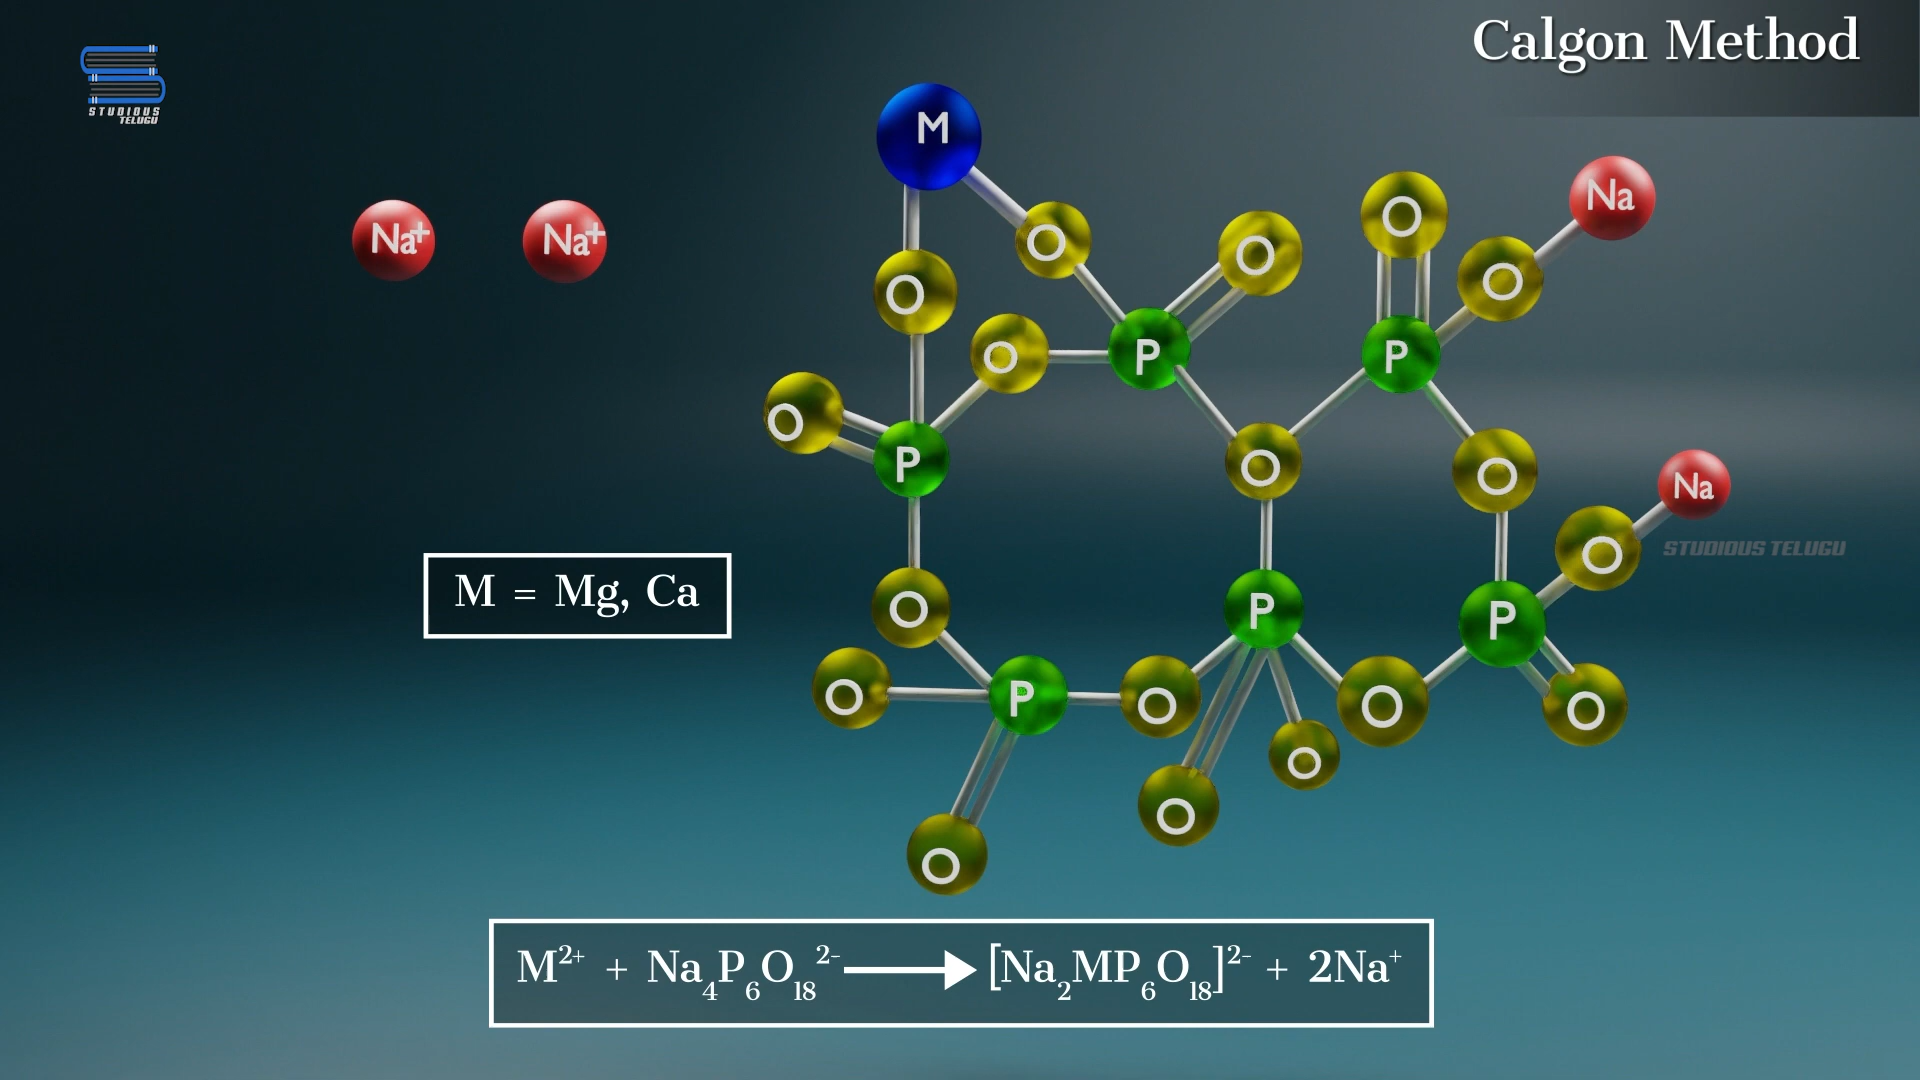 Calgon Method
STUDIOUS
TELUGU
M
Na
Na⁺ Na⁺
O
O O
O
O
O
O P P
O
P O O
Na
O
STUDIOUS TELUGU
M = Mg, Ca
O P P
O P O O O
O
O
O
M²⁺ + Na₄P₆O₁₈²⁻ ⟶ [Na₂MP₆O₁₈]²⁻ + 2Na⁺